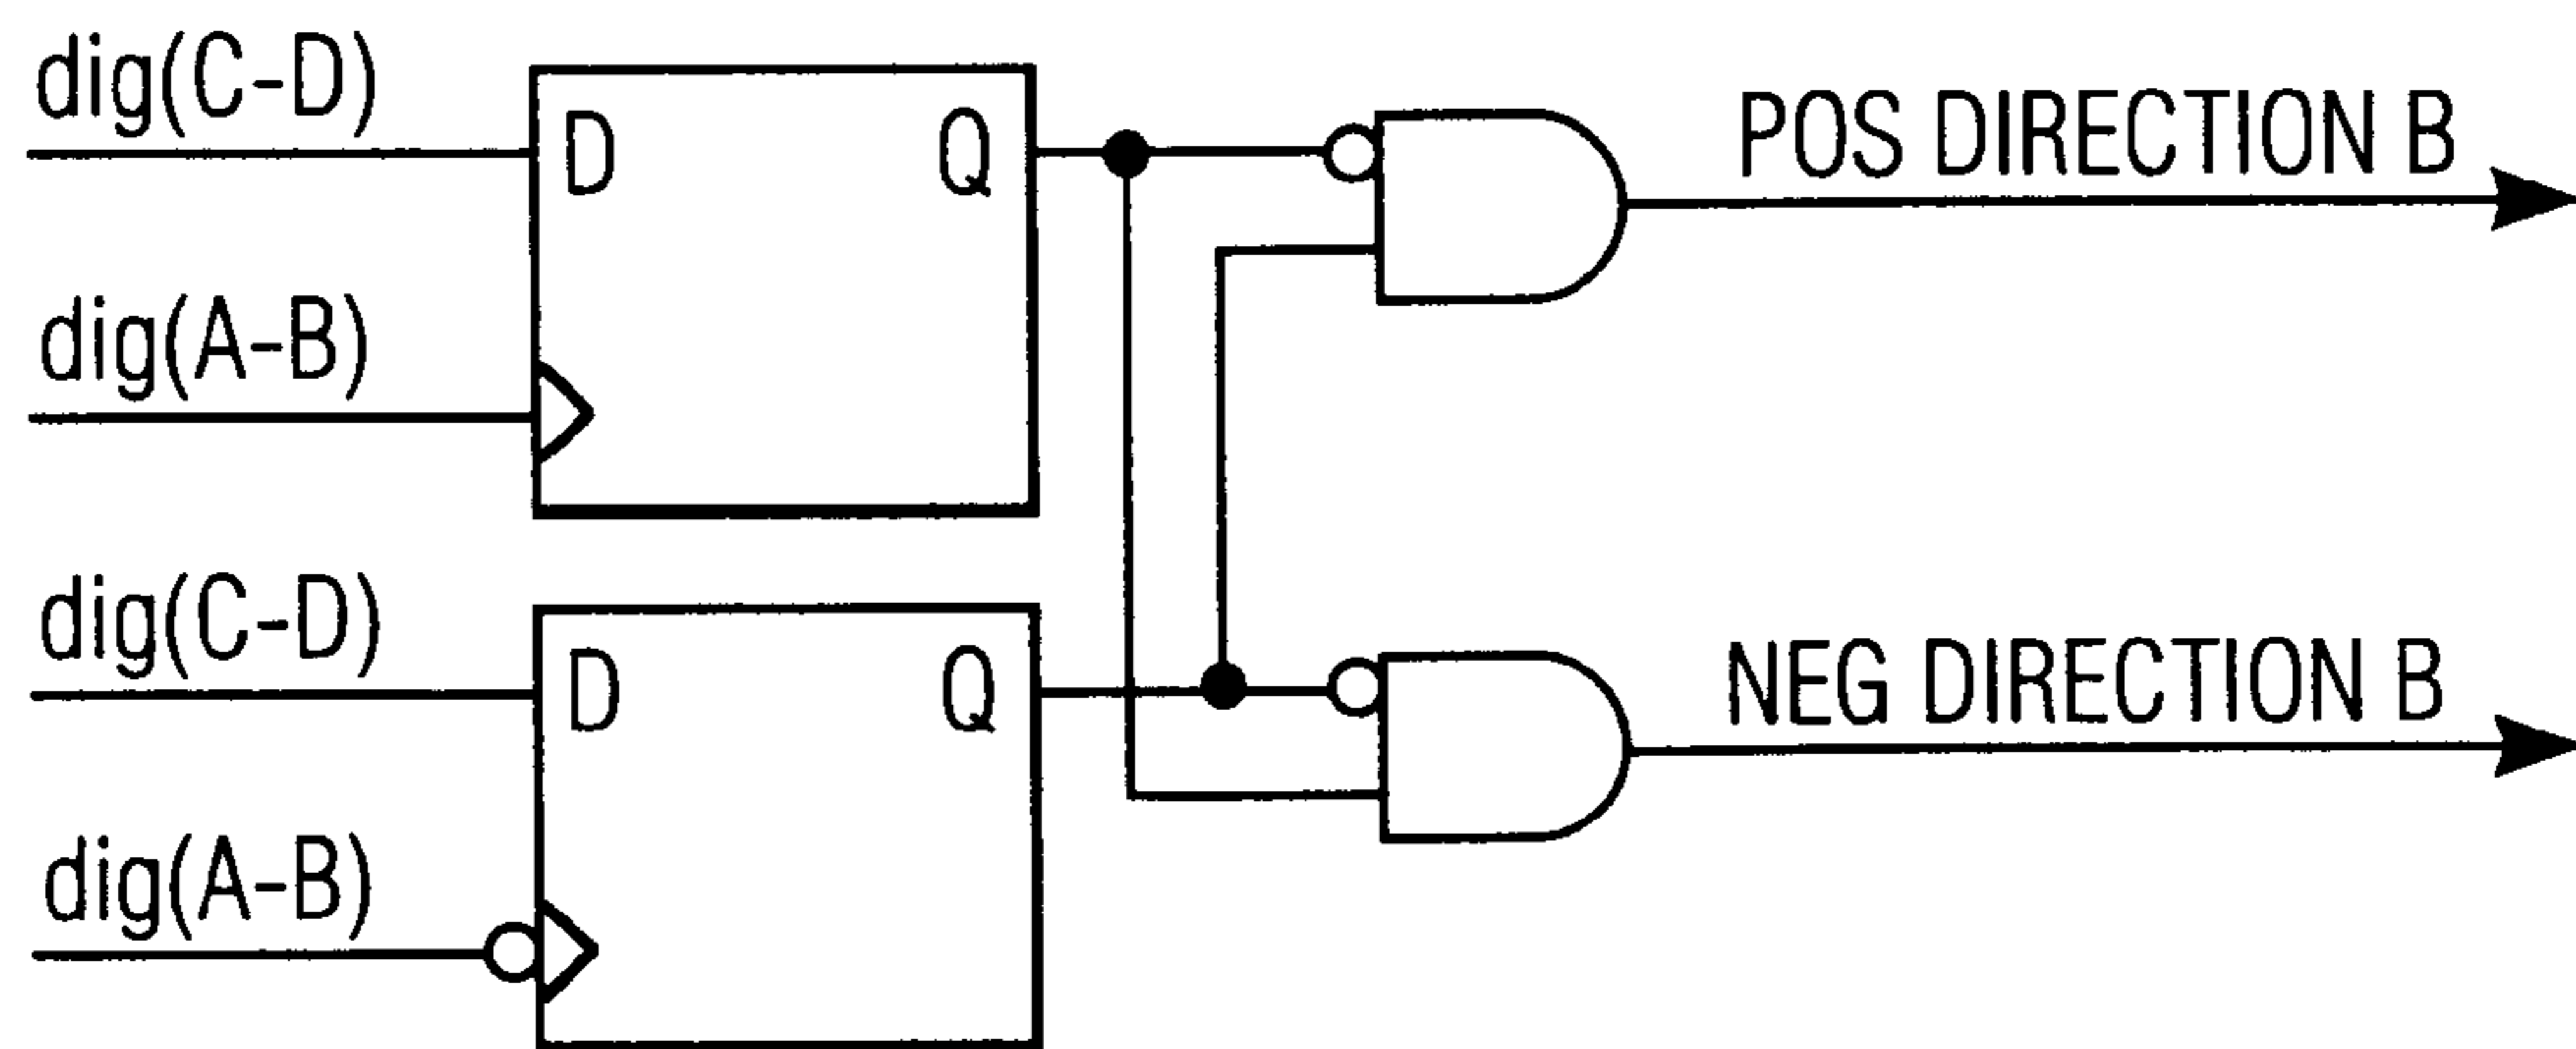 dig(C-D)
D
Q
POS DIRECTION B
dig(A-B)
dig(C-D)
D
Q
NEG DIRECTION B
dig(A-B)